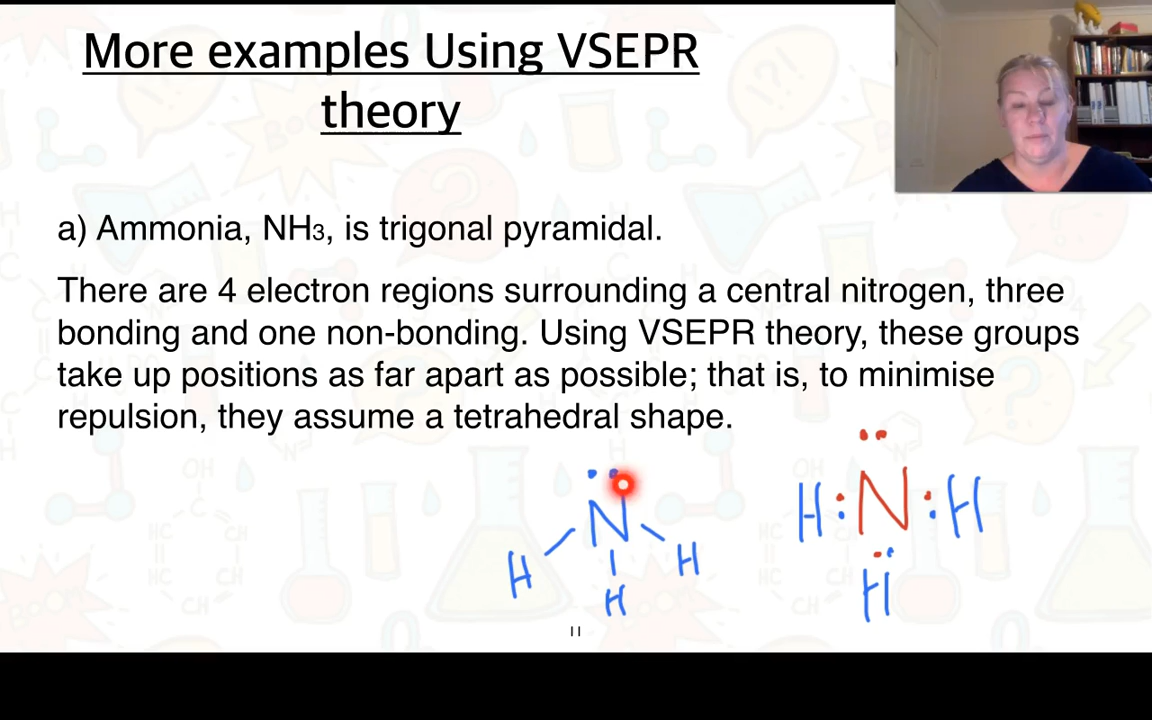 More examples Using VSEPR
theory
a) Ammonia, NH3, is trigonal pyramidal.
There are 4 electron regions surrounding a central nitrogen, three
bonding and one non-bonding. Using VSEPR theory, these groups
take up positions as far apart as possible; that is, to minimise
repulsion, they assume a tetrahedral shape.
N
H H
H
H : N : H
H
11